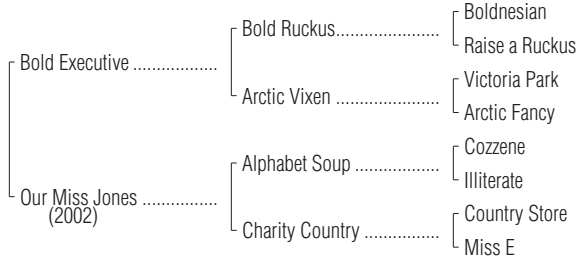 Boldnesian
Bold Ruckus....................
Raise a Ruckus
Bold Executive ................
Victoria Park
Arctic Vixen ....................
Arctic Fancy
Cozzene
Alphabet Soup ................
Illiterate
Our Miss Jones ..............
(2002)
Country Store
Charity Country ..............
Miss E